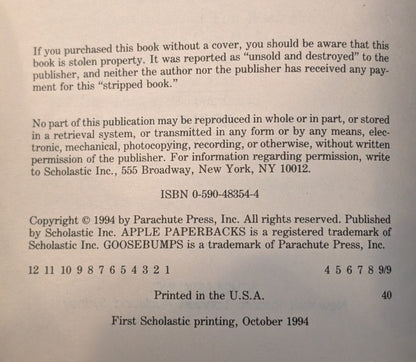 If you purchased this book without a cover, you should be aware that this
book is stolen property. It was reported as "unsold and destroyed" to the
publisher, and neither the author nor the publisher has received any pay-
ment for this "stripped book."
No part of this publication may be reproduced in whole or in part, or stored
in a retrieval system, or transmitted in any form or by any means, elec-
tronic, mechanical, photocopying, recording, or otherwise, without written
permission of the publisher. For information regarding permission, write
to Scholastic Inc., 555 Broadway, New York, NY 10012.
ISBN 0-590-48354-4
Copyright © 1994 by Parachute Press, Inc. All rights reserved. Published
by Scholastic Inc. APPLE PAPERBACKS is a registered trademark of
Scholastic Inc. GOOSEBUMPS is a trademark of Parachute Press, Inc.
12 11 10 9 8 7 6 5 4 3 2 1 4 5 6 7 8 9/9
Printed in the U.S.A. 40
First Scholastic printing, October 1994